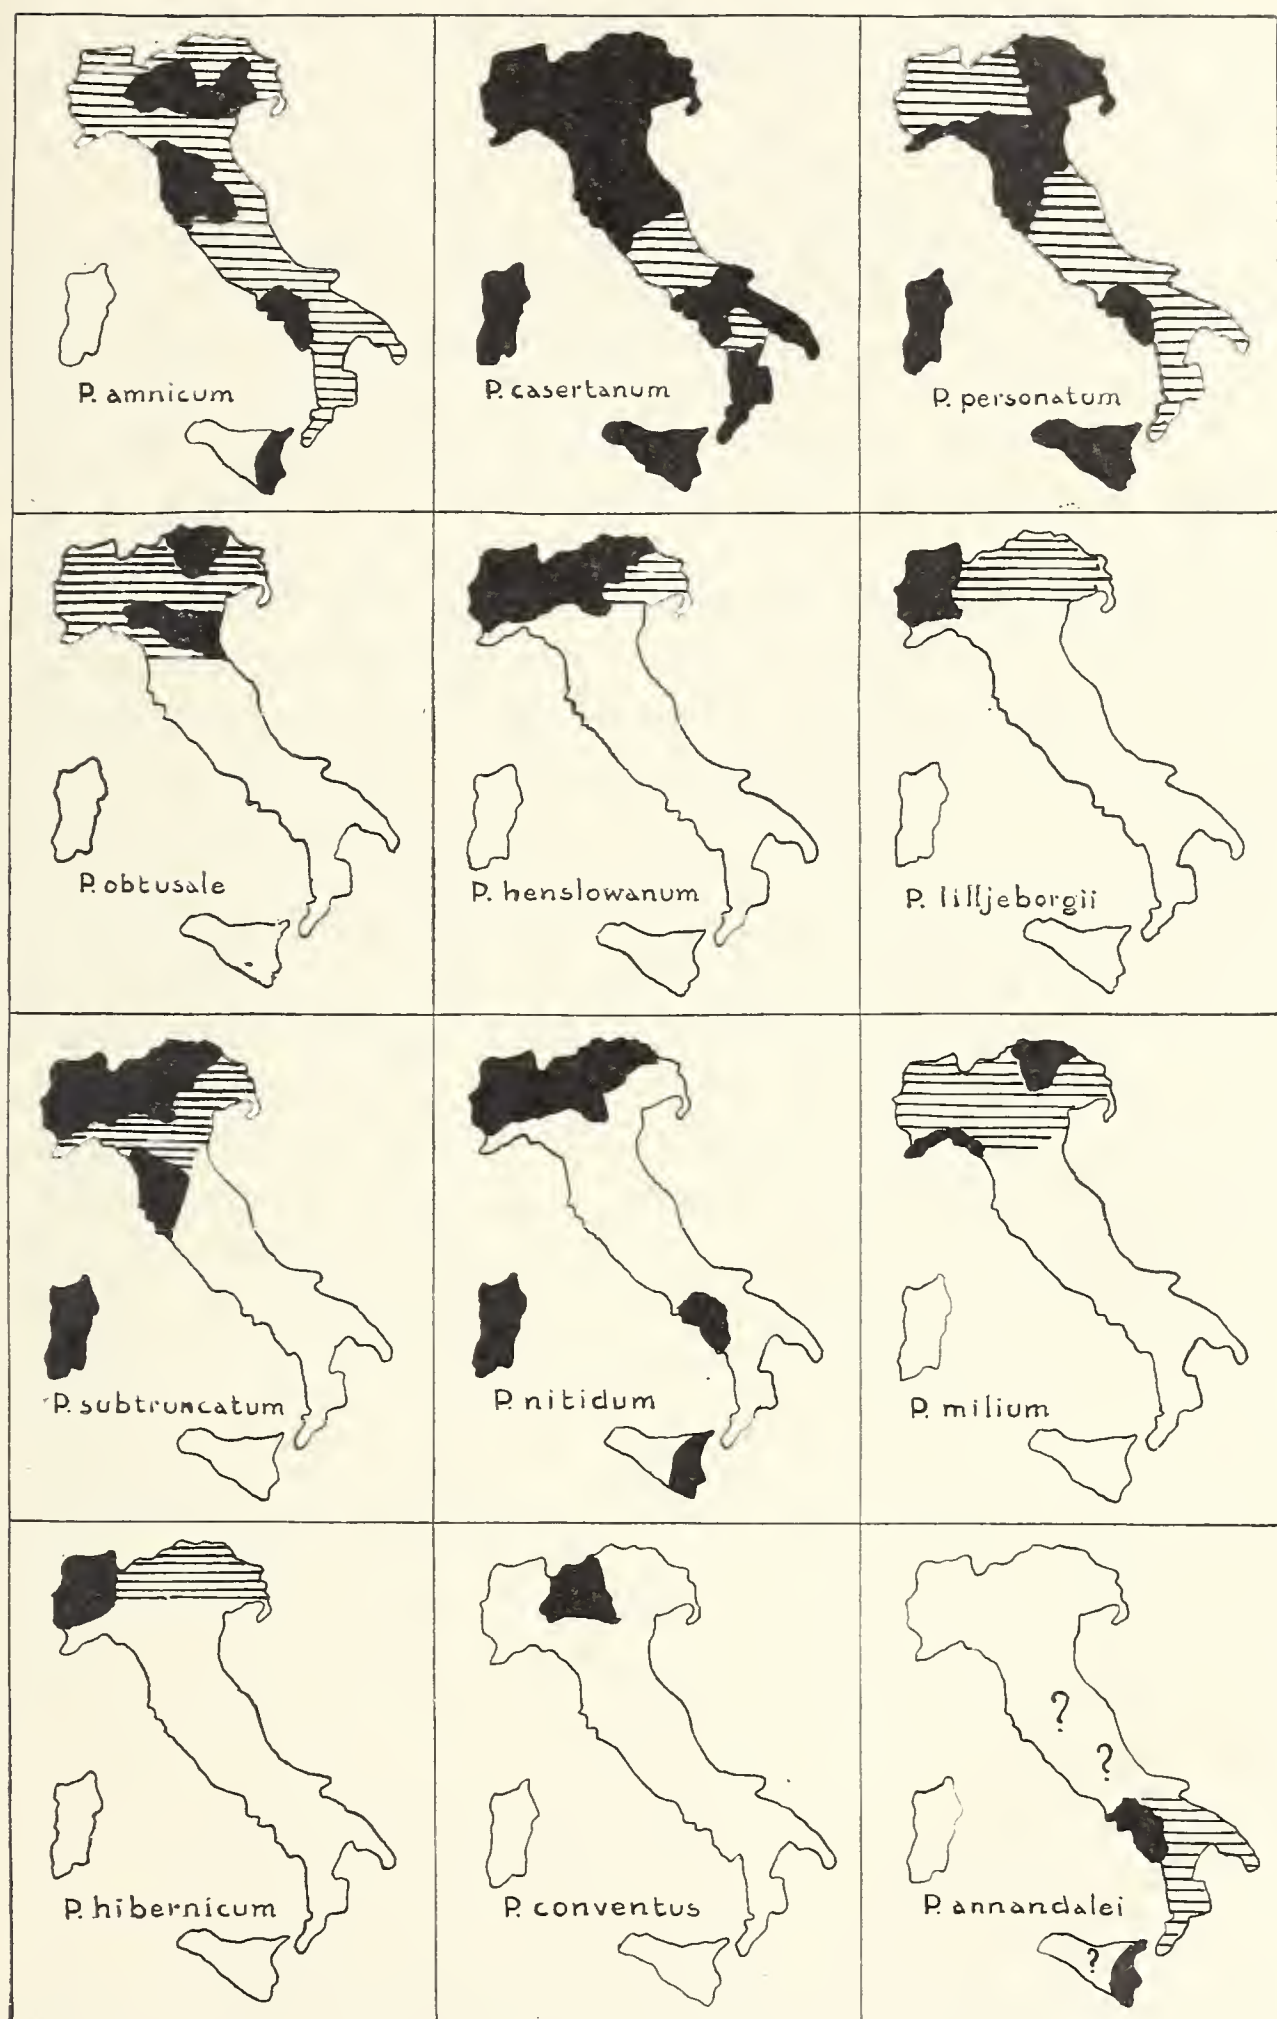 P. amnicum
P. casertanum
P. personatum
P. obtusale
P. henslowanum
P. lilljeborgii
P. subtruncatum
P. nitidum
P. milium
P. hibernicum
P. conventus
?
?
P. annandalei
?